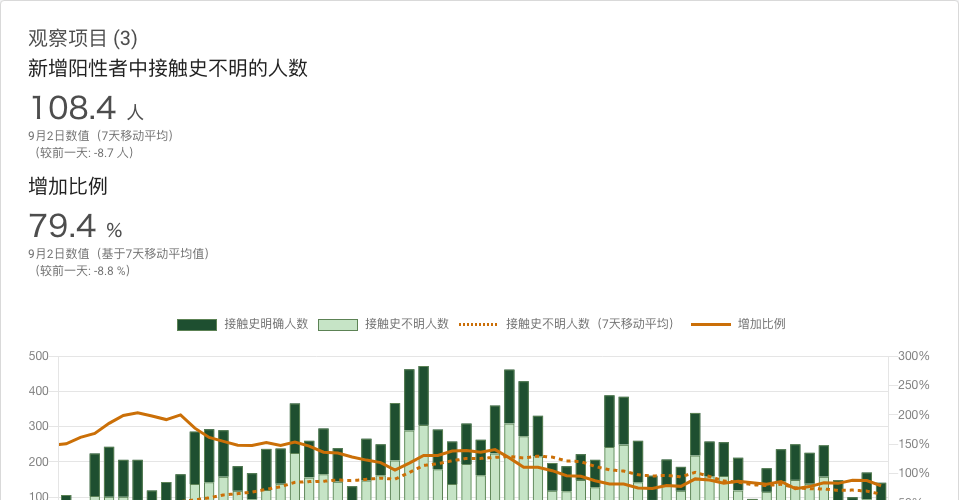 观察项目 (3)
新增阳性者中接触史不明的人数
108.4 人
9月2日数值（7天移动平均）
（较前一天: -8.7 人）
增加比例
79.4 %
9月2日数值（基于7天移动平均值）
（较前一天: -8.8 %）
接触史明确人数 接触史不明人数 接触史不明人数（7天移动平均） 增加比例
500 300%
250%
400
200%
300
150%
200
100%
100